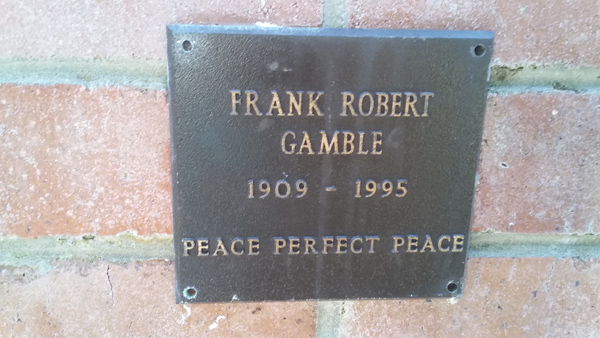 FRANK ROBERT
GAMBLE
1909 - 1995
PEACE PERFECT PEACE